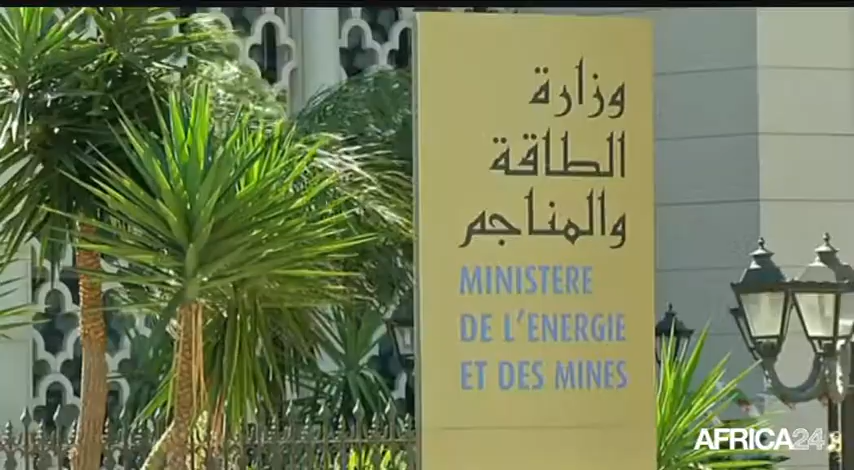 وزارة
الطاقة
والمناجم
MINISTERE
DE L'ENERGIE
ET DES MINES
AFRICA24